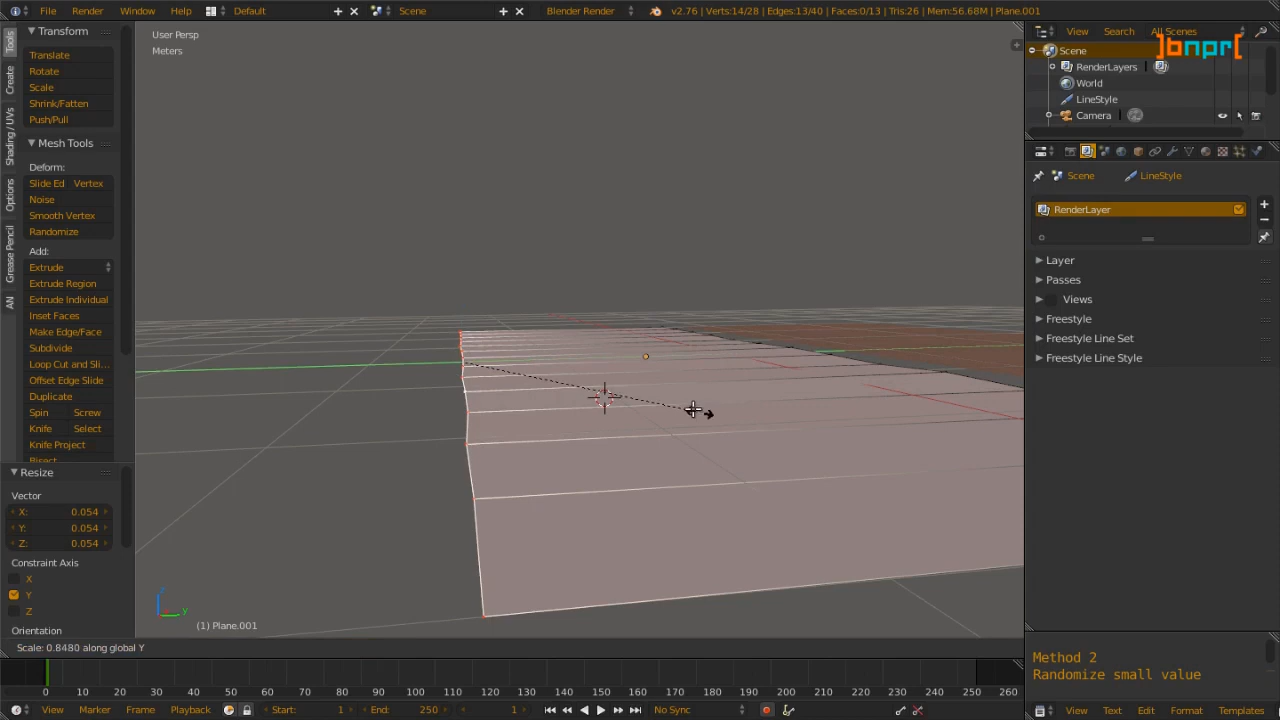 File Render Window Help Default Scene Blender Render v2.76 | Verts:14/28 | Edges:13/40 | Faces:0/13 | Tris:26 | Mem:56.68M | Plane.001
Tools
Create
Shading / UVs
Options
Grease Pencil
AN
Transform
Translate
Rotate
Scale
Shrink/Fatten
Push/Pull
Mesh Tools
Deform:
Slide Ed Vertex
Noise
Smooth Vertex
Randomize
Add:
Extrude
Extrude Region
Extrude Individual
Inset Faces
Make Edge/Face
Subdivide
Loop Cut and Sli...
Offset Edge Slide
Duplicate
Spin Screw
Knife Select
Knife Project
Bisect
Resize
Vector
X: 0.054
Y: 0.054
Z: 0.054
Constraint Axis
X
Y
Z
Orientation
User Persp
Meters
z
y
(1) Plane.001
Scale: 0.8480 along global Y
0 10 20 30 40 50 60 70 80 90 100 110 120 130 140 150 160 170 180 190 200 210 220 230 240 250 260
View Marker Frame Playback Start: 1 End: 250 1 No Sync
View Search All Scenes
]bnpr[
Scene
RenderLayers
World
LineStyle
Camera
Scene LineStyle
RenderLayer
Layer
Passes
Views
Freestyle
Freestyle Line Set
Freestyle Line Style
Method 2
Randomize small value
View Text Edit Format Templates